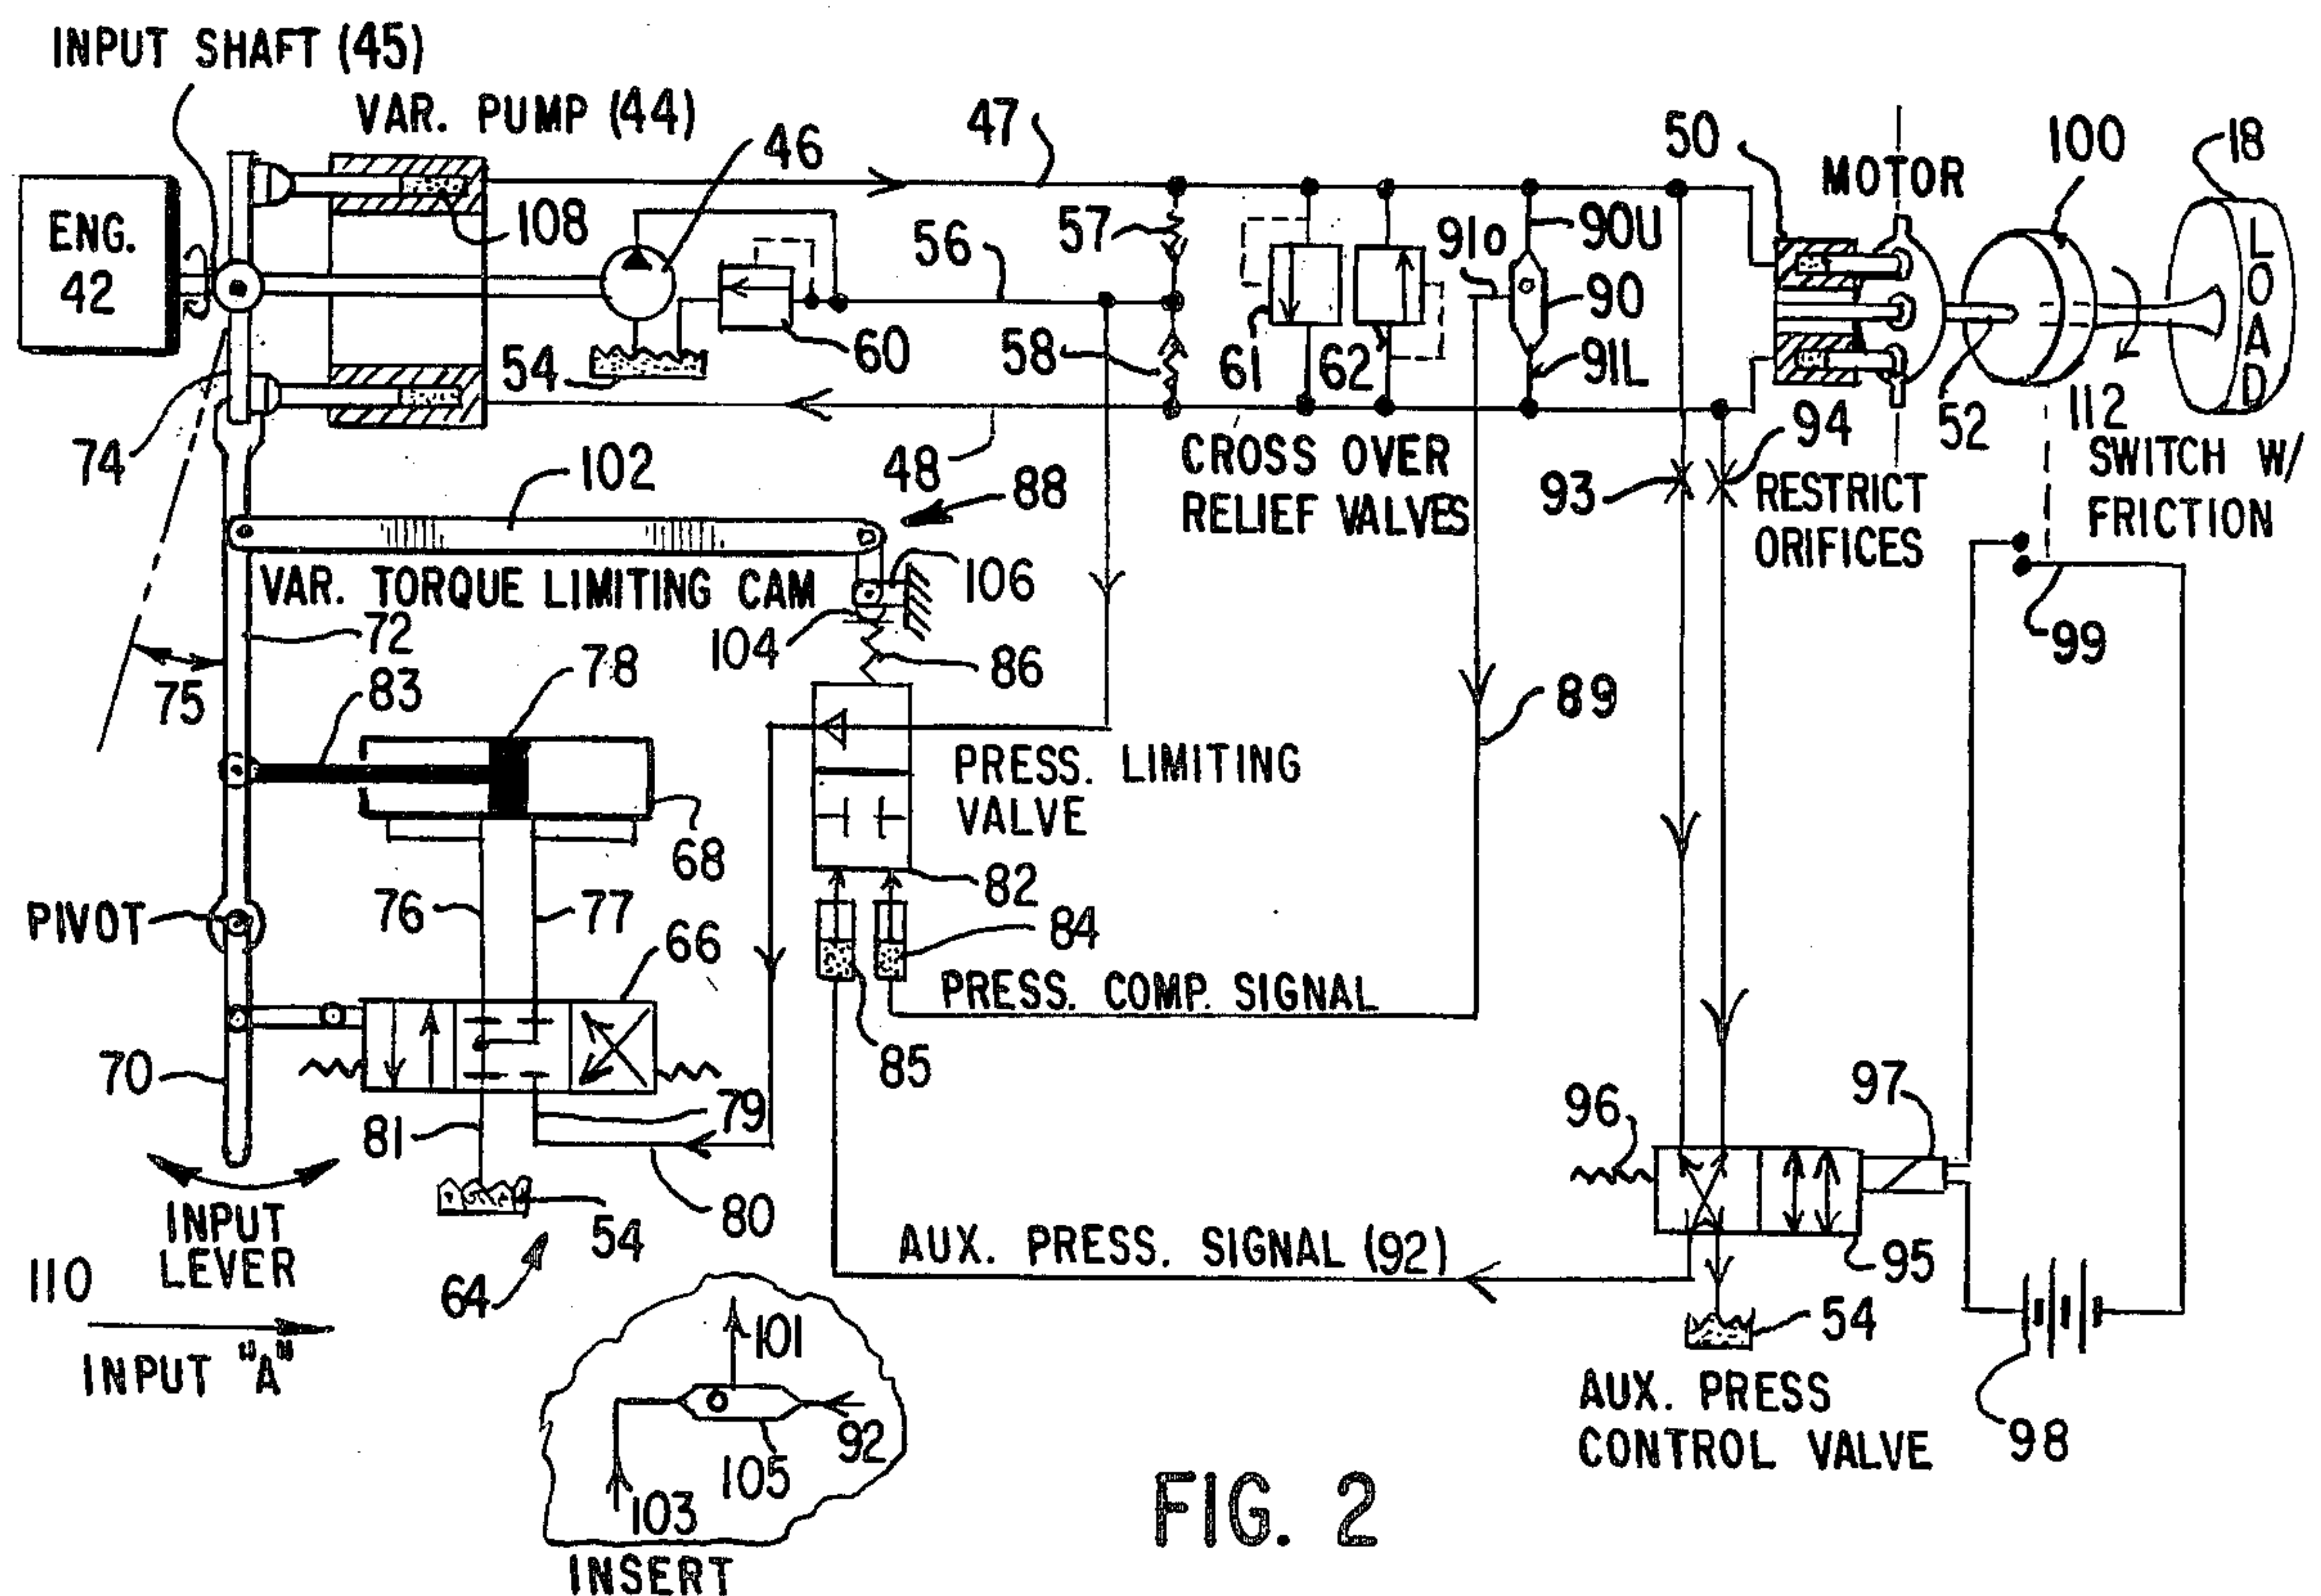 INPUT SHAFT (45)
VAR. PUMP (44)
46
47
50
MOTOR
100
18
ENG.
42
108
57
56
910
90U
90
LOAD
60
54
58
61
62
91L
52
112
74
48
94
SWITCH W/
FRICTION
102
88
CROSS OVER
RELIEF VALVES
93
RESTRICT
ORIFICES
VAR. TORQUE LIMITING CAM
106
104
86
99
72
75
83
78
89
PRESS. LIMITING
VALVE
68
82
PIVOT
76
77
66
84
PRESS. COMP. SIGNAL
85
70
79
81
96
97
80
54
INPUT
LEVER
110
64
AUX. PRESS. SIGNAL (92)
95
54
INPUT "A"
101
92
105
103
INSERT
AUX. PRESS
CONTROL VALVE
98
FIG. 2